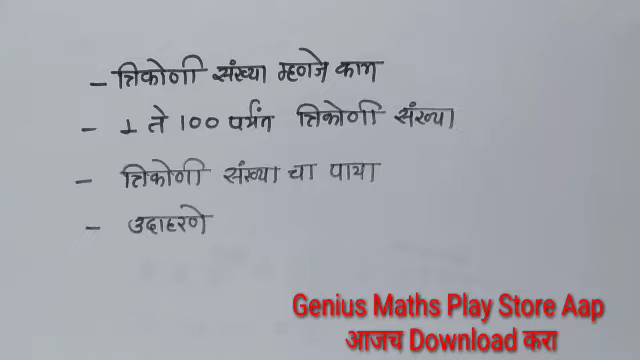 - त्रिकोणी संख्या म्हणजे काय
- 1 ते 100 पर्यंत त्रिकोणी संख्या
- त्रिकोणी संख्या चा पाया
- उदाहरणे
Genius Maths Play Store Aap
आजच Download करा